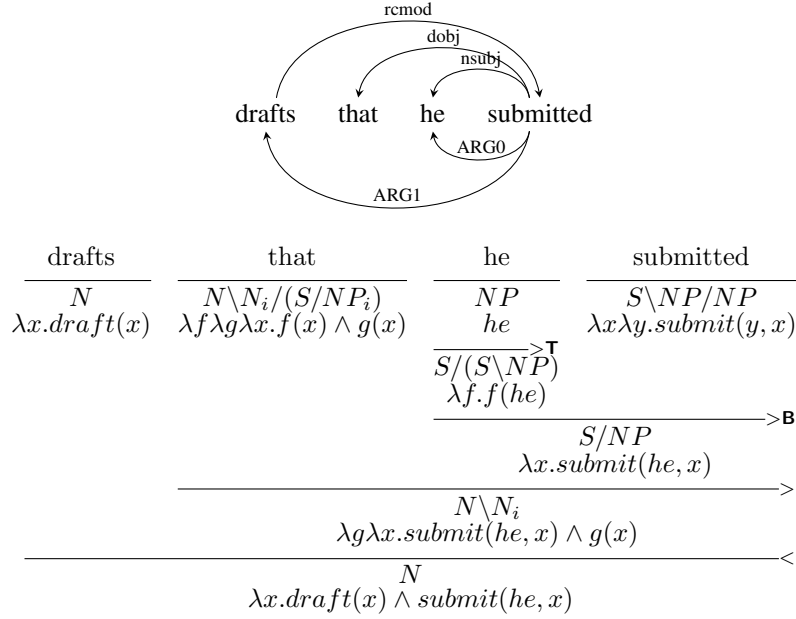 rcmod
dobj
nsubj
drafts that he submitted
ARG0
ARG1
drafts that he submitted
N N\N_i/(S/NP_i) NP S\NP/NP
λx.draft(x) λfλgλx.f(x) ∧ g(x) he λxλy.submit(y, x)
>T
S/(S\NP)
λf.f(he)
>B
S/NP
λx.submit(he, x)
>
N\N_i
λgλx.submit(he, x) ∧ g(x)
<
N
λx.draft(x) ∧ submit(he, x)